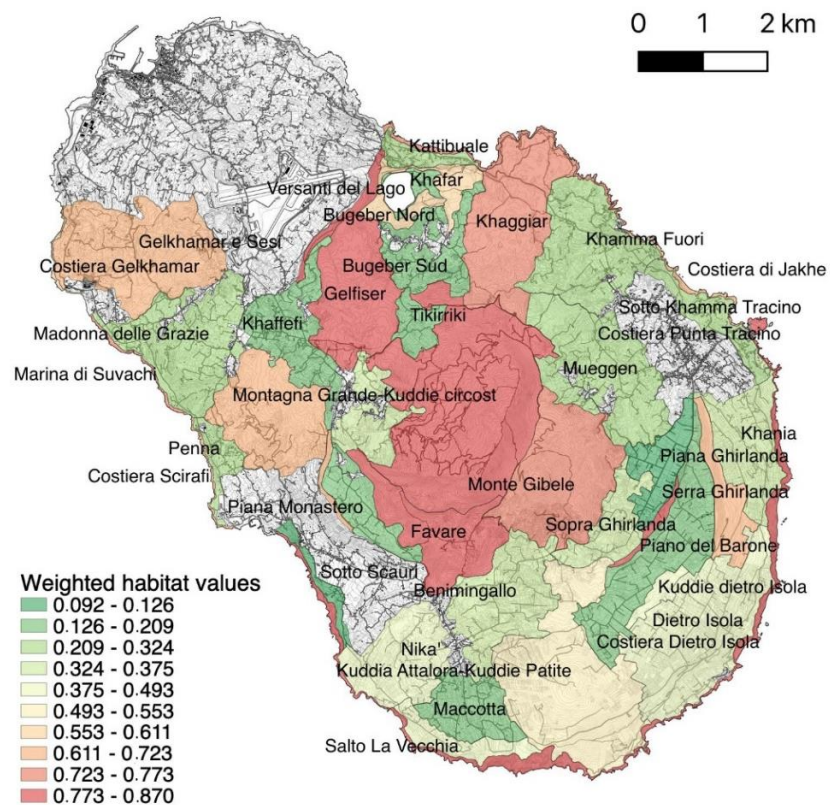 0 1 2 km
Kattibuale
Versanti del Lago
Khafar
Bugeber Nord
Khaggiar
Gelkhamar e Sesi
Khamma Fuori
Costiera Gelkhamar
Bugeber Sud
Costiera di Jakhe
Gelfiser
Sotto Khamma Tracino
Tikirriki
Khaffefi
Madonna delle Grazie
Costiera Punta Tracino
Marina di Suvachi
Mueggen
Montagna Grande-Kuddie circost
Khania
Penna
Piana Ghirlanda
Costiera Scirafi
Monte Gibele
Serra Ghirlanda
Piana Monastero
Favare
Sopra Ghirlanda
Piano del Barone
Sotto Scauri
Benimingallo
Kuddie dietro Isola
Dietro Isola
Nika'
Costiera Dietro Isola
Kuddia Attalora-Kuddie Patite
Maccotta
Salto La Vecchia
Weighted habitat values
0.092 - 0.126
0.126 - 0.209
0.209 - 0.324
0.324 - 0.375
0.375 - 0.493
0.493 - 0.553
0.553 - 0.611
0.611 - 0.723
0.723 - 0.773
0.773 - 0.870